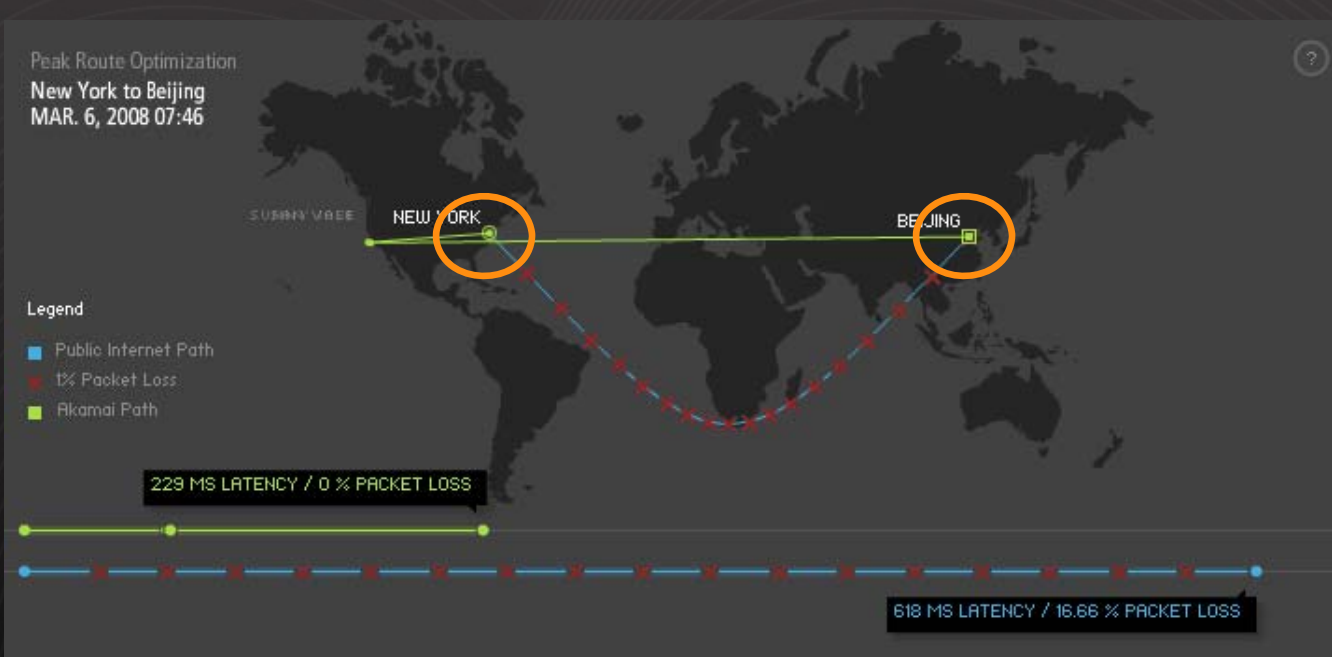 Peak Route Optimization
New York to Beijing
MAR. 6, 2008 07:46
?
NEW YORK
BEIJING
Legend
Public Internet Path
1% Packet Loss
Akamai Path
229 MS LATENCY / 0 % PACKET LOSS
618 MS LATENCY / 16.66 % PACKET LOSS